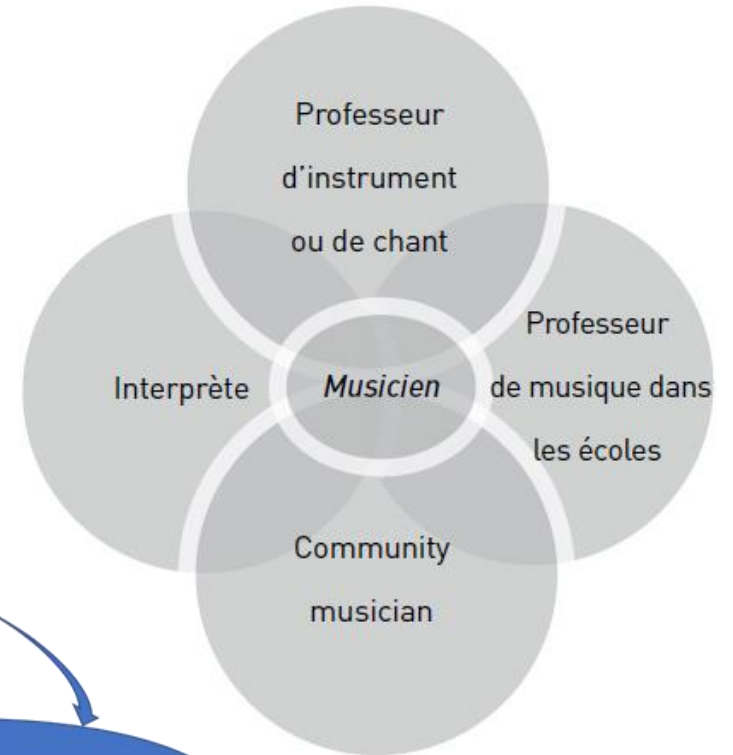 Professeur
d'instrument
ou de chant
Interprète
Musicien
Professeur
de musique dans
les écoles
Community
musician